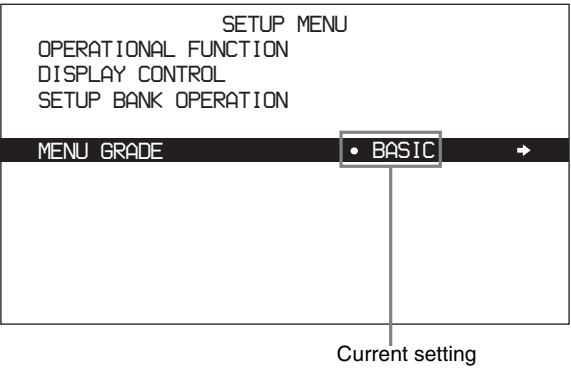 SETUP MENU
OPERATIONAL FUNCTION
DISPLAY CONTROL
SETUP BANK OPERATION
MENU GRADE • BASIC →
Current setting